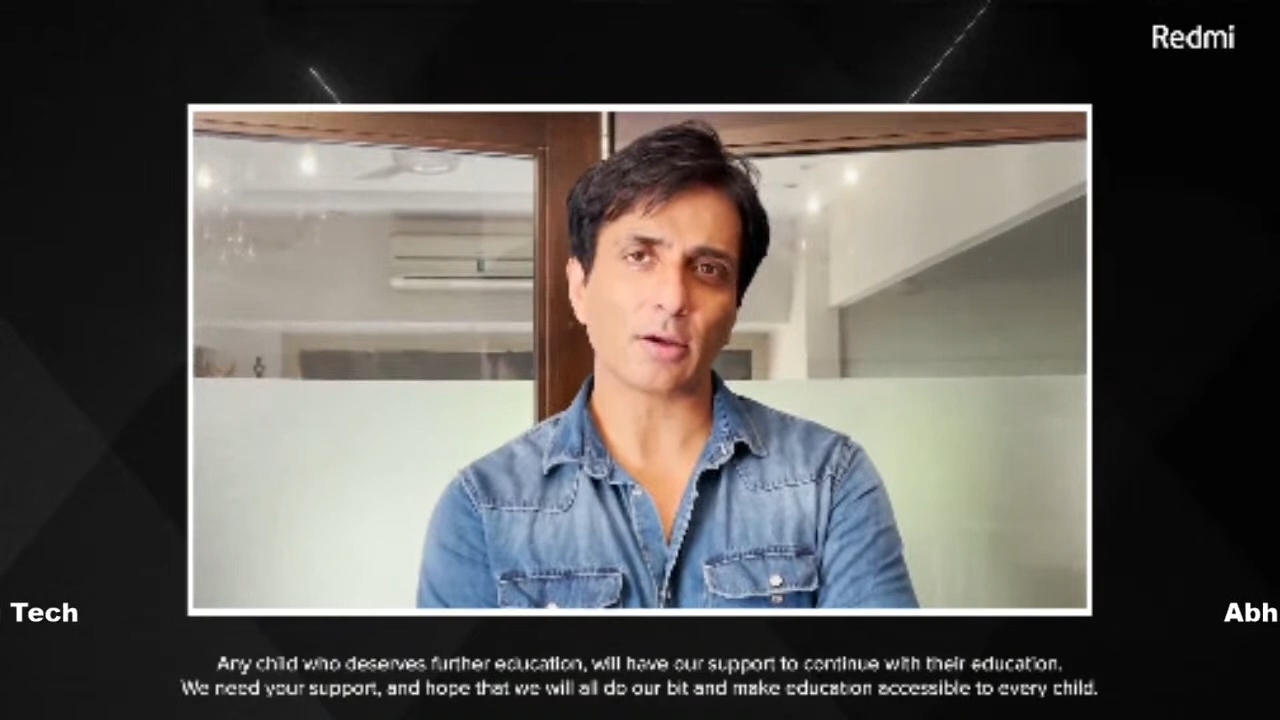 Redmi
Tech
Abh
Any child who deserves further education, will have our support to continue with their education.
We need your support, and hope that we will all do our bit and make education accessible to every child.